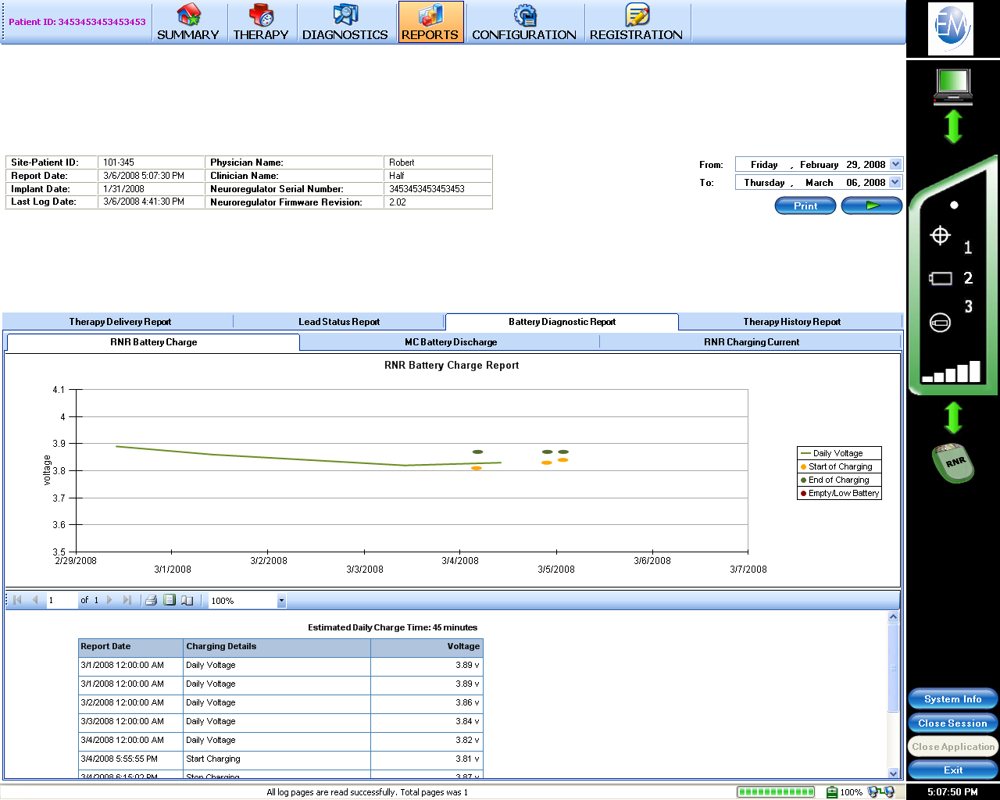 Patient ID: 3453453453453453
SUMMARY
THERAPY
DIAGNOSTICS
REPORTS
CONFIGURATION
REGISTRATION
EM
Site-Patient ID: 101-345 Physician Name: Robert
Report Date: 3/6/2008 5:07:30 PM Clinician Name: Half
Implant Date: 1/31/2008 Neuroregulator Serial Number: 3453453453453453
Last Log Date: 3/6/2008 4:41:30 PM Neuroregulator Firmware Revision: 2.02
From: Friday , February 29, 2008
To: Thursday , March 06, 2008
Print
1
2
3
RNR
Therapy Delivery Report Lead Status Report Battery Diagnostic Report Therapy History Report
RNR Battery Charge MC Battery Discharge RNR Charging Current
RNR Battery Charge Report
4.1
4
3.9
3.8
3.7
3.6
3.5
voltage
2/29/2008 3/1/2008 3/2/2008 3/3/2008 3/4/2008 3/5/2008 3/6/2008 3/7/2008
Daily Voltage
Start of Charging
End of Charging
Empty/Low Battery
1 of 1 100%
Estimated Daily Charge Time: 45 minutes
Report Date Charging Details Voltage
3/1/2008 12:00:00 AM Daily Voltage 3.89 v
3/1/2008 12:00:00 AM Daily Voltage 3.89 v
3/2/2008 12:00:00 AM Daily Voltage 3.86 v
3/3/2008 12:00:00 AM Daily Voltage 3.84 v
3/4/2008 12:00:00 AM Daily Voltage 3.82 v
3/4/2008 5:55:55 PM Start Charging 3.81 v
3/4/2008 6:15:02 PM Stop Charging 3.87 v
System Info
Close Session
Close Application
Exit
All log pages are read successfully. Total pages was 1
100%
5:07:50 PM